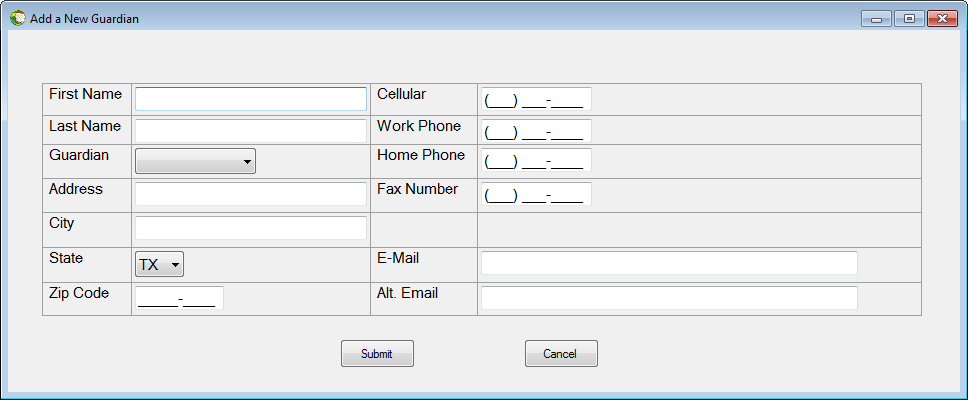 Add a New Guardian
First Name Cellular (___) ___-____
Last Name Work Phone (___) ___-____
Guardian Home Phone (___) ___-____
Address Fax Number (___) ___-____
City
State TX E-Mail
Zip Code _____-____ Alt. Email
Submit Cancel